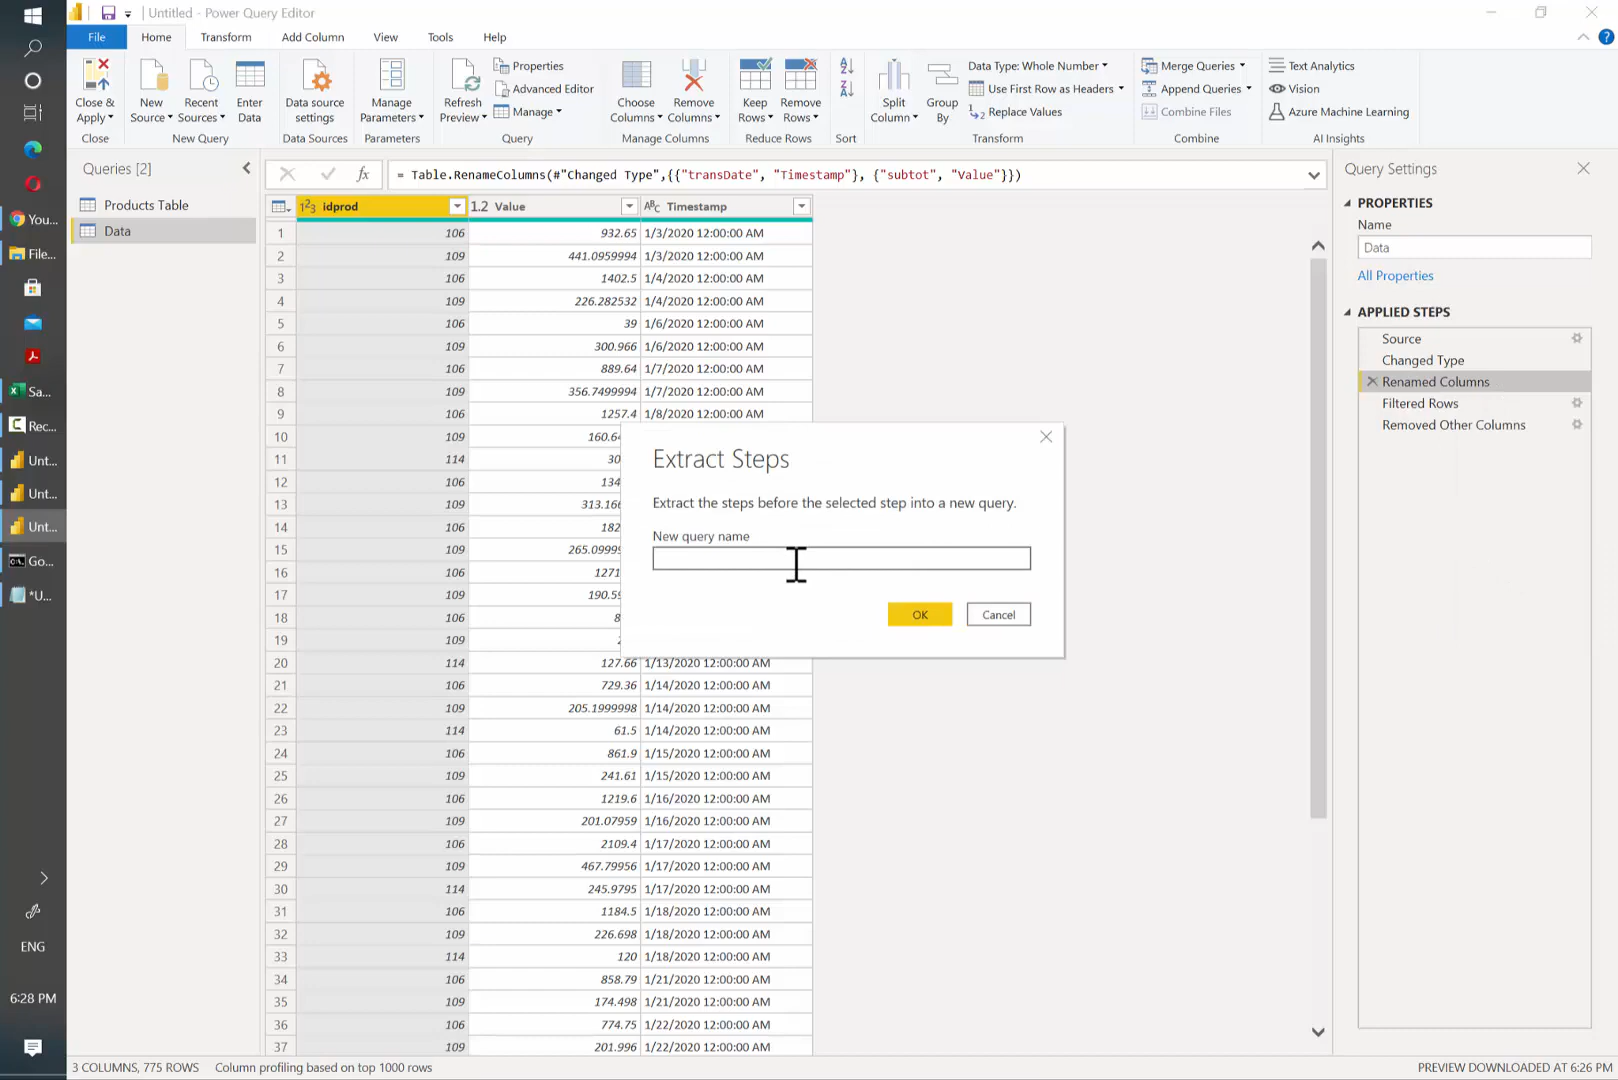 Untitled - Power Query Editor
File Home Transform Add Column View Tools Help
Close & Apply
Close
New Source
Recent Sources
Enter Data
New Query
Data source settings
Data Sources
Manage Parameters
Parameters
Refresh Preview
Properties
Advanced Editor
Manage
Query
Choose Columns
Remove Columns
Manage Columns
Keep Rows
Remove Rows
Reduce Rows
Sort
Split Column
Group By
Data Type: Whole Number
Use First Row as Headers
Replace Values
Transform
Merge Queries
Append Queries
Combine Files
Combine
Text Analytics
Vision
Azure Machine Learning
AI Insights
Queries [2]
Products Table
Data
fx = Table.RenameColumns(#"Changed Type",{{"transDate", "Timestamp"}, {"subtot", "Value"}})
idprod 1.2 Value ABC Timestamp
1 106 932.65 1/3/2020 12:00:00 AM
2 109 441.0959994 1/3/2020 12:00:00 AM
3 106 1402.5 1/4/2020 12:00:00 AM
4 109 226.282532 1/4/2020 12:00:00 AM
5 106 39 1/6/2020 12:00:00 AM
6 109 300.966 1/6/2020 12:00:00 AM
7 106 889.64 1/7/2020 12:00:00 AM
8 109 356.7499994 1/7/2020 12:00:00 AM
9 106 1257.4 1/8/2020 12:00:00 AM
10 109 160.64
11 114 30
12 106 134
13 109 313.166
14 106 182
15 109 265.09995
16 106 1271
17 109 190.59
18 106 8
19 109
20 114 127.66 1/13/2020 12:00:00 AM
21 106 729.36 1/14/2020 12:00:00 AM
22 109 205.1999998 1/14/2020 12:00:00 AM
23 114 61.5 1/14/2020 12:00:00 AM
24 106 861.9 1/15/2020 12:00:00 AM
25 109 241.61 1/15/2020 12:00:00 AM
26 106 1219.6 1/16/2020 12:00:00 AM
27 109 201.07959 1/16/2020 12:00:00 AM
28 106 2109.4 1/17/2020 12:00:00 AM
29 109 467.79956 1/17/2020 12:00:00 AM
30 114 245.9795 1/17/2020 12:00:00 AM
31 106 1184.5 1/18/2020 12:00:00 AM
32 109 226.698 1/18/2020 12:00:00 AM
33 114 120 1/18/2020 12:00:00 AM
34 106 858.79 1/21/2020 12:00:00 AM
35 109 174.498 1/21/2020 12:00:00 AM
36 106 774.75 1/22/2020 12:00:00 AM
37 109 201.996 1/22/2020 12:00:00 AM
Extract Steps
Extract the steps before the selected step into a new query.
New query name
OK Cancel
Query Settings
PROPERTIES
Name
Data
All Properties
APPLIED STEPS
Source
Changed Type
Renamed Columns
Filtered Rows
Removed Other Columns
You...
File...
Sa...
Rec...
Unt...
Unt...
Unt...
Go...
*U...
ENG
6:28 PM
3 COLUMNS, 775 ROWS Column profiling based on top 1000 rows
PREVIEW DOWNLOADED AT 6:26 PM